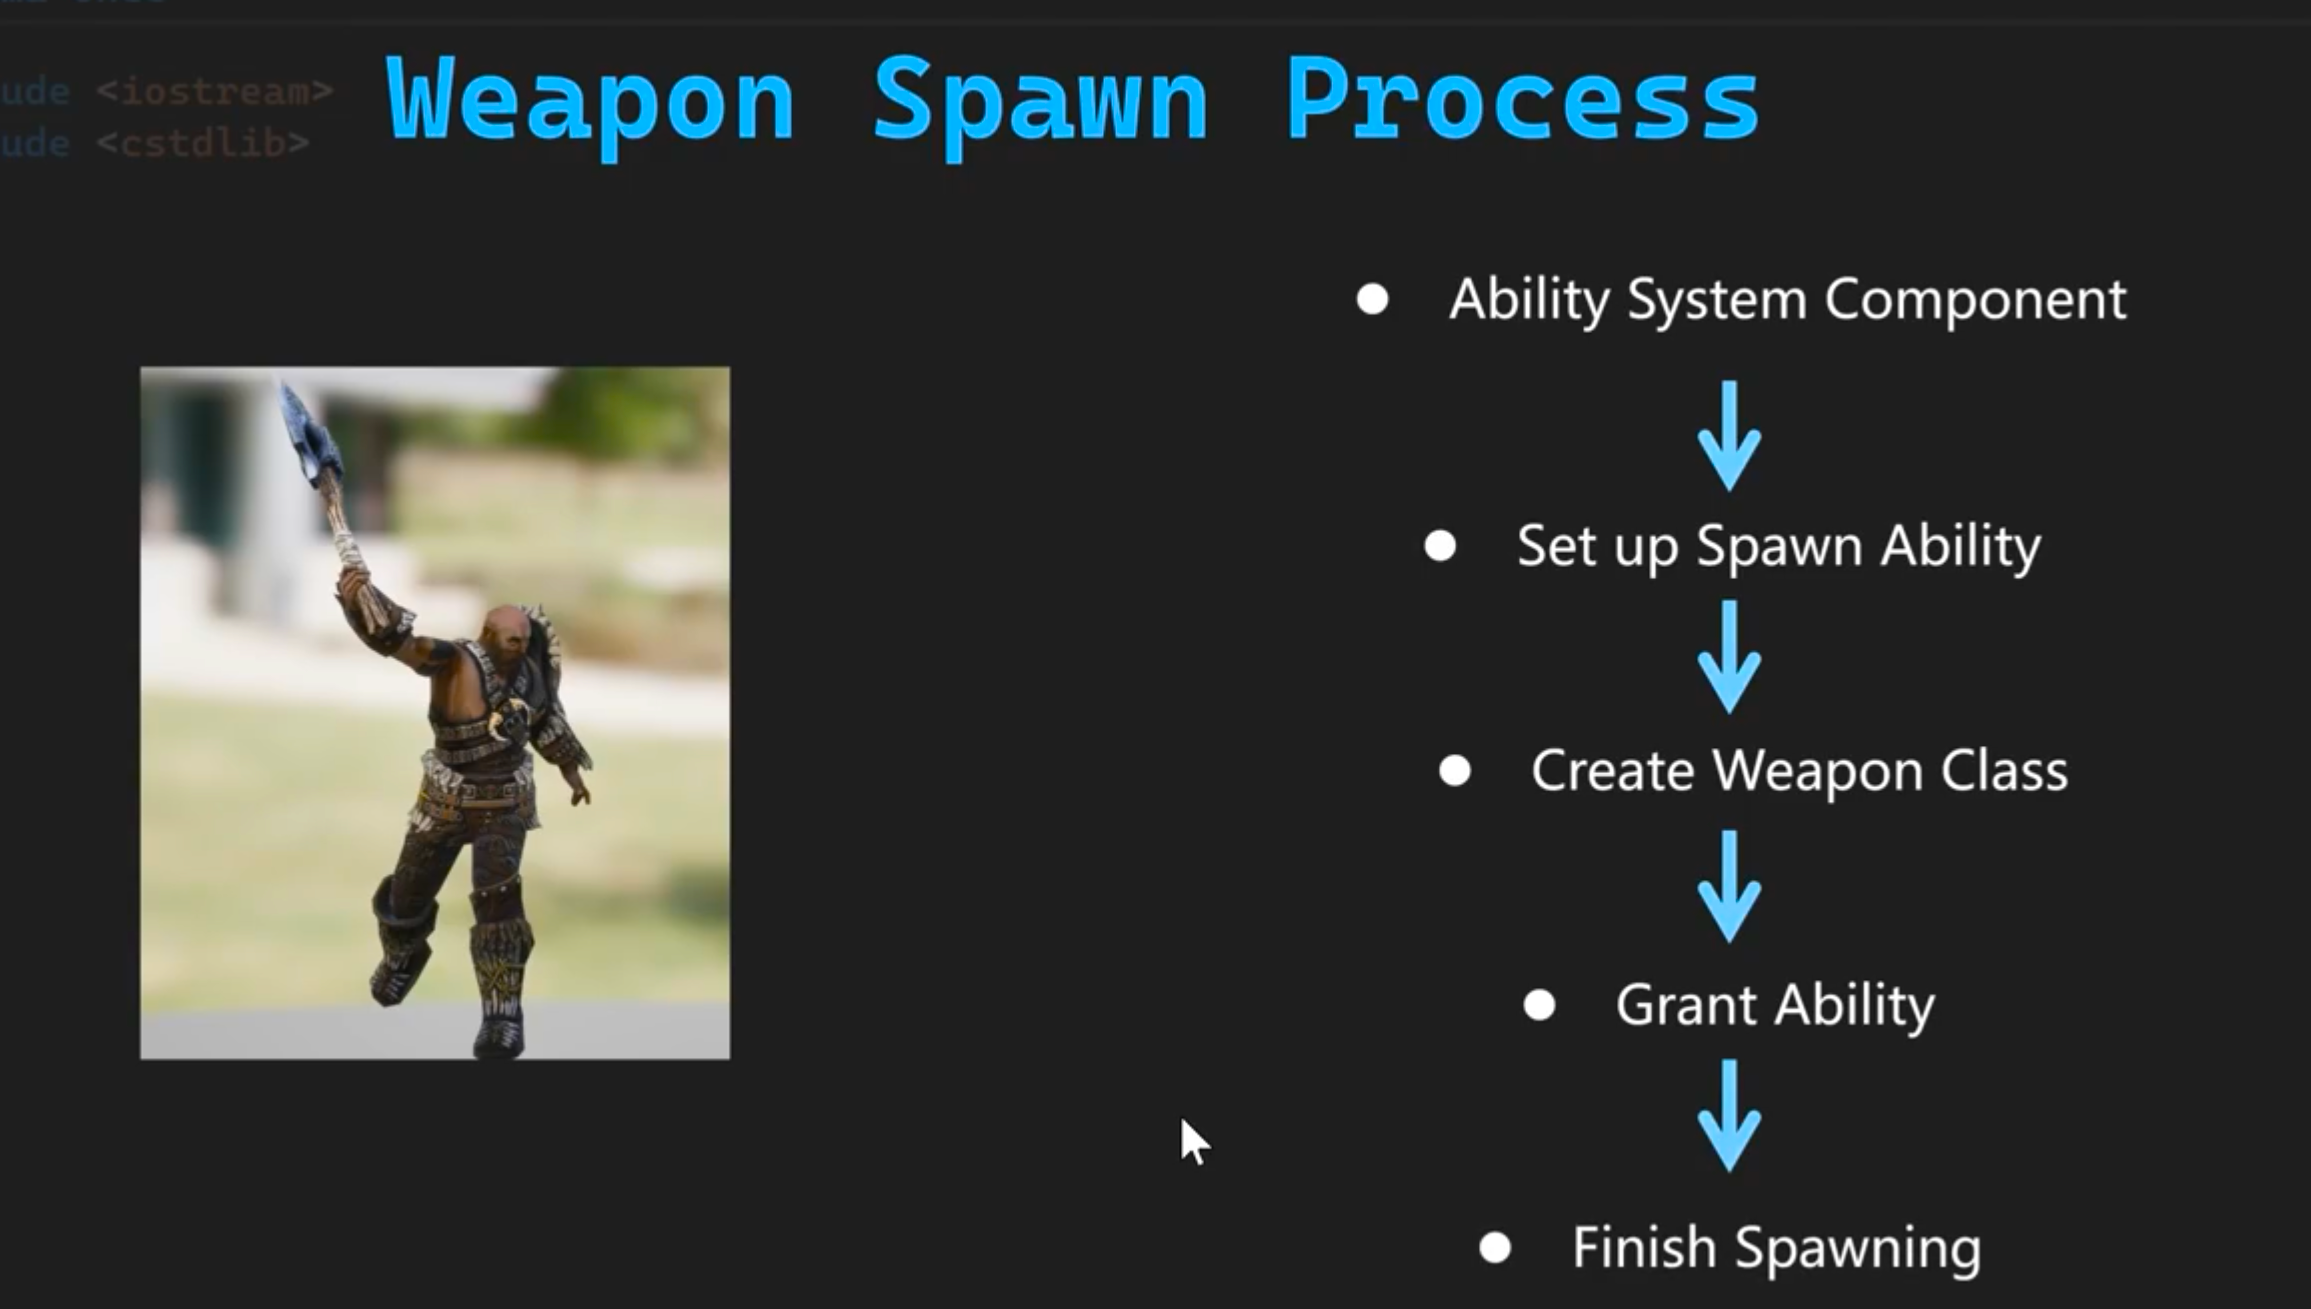 Weapon Spawn Process
ude <iostream>
ude <cstdlib>
Ability System Component
Set up Spawn Ability
Create Weapon Class
Grant Ability
Finish Spawning